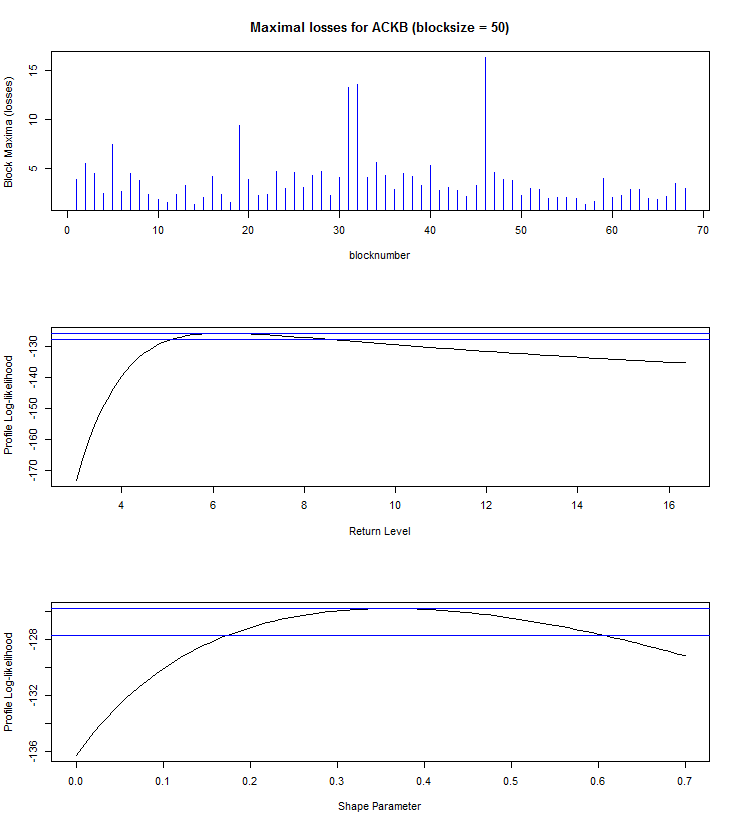 Maximal losses for ACKB (blocksize = 50)
Block Maxima (losses)
15
10
5
0 10 20 30 40 50 60 70
blocknumber
Profile Log-likelihood
-130
-140
-150
-160
-170
4 6 8 10 12 14 16
Return Level
Profile Log-likelihood
-128
-132
-136
0.0 0.1 0.2 0.3 0.4 0.5 0.6 0.7
Shape Parameter